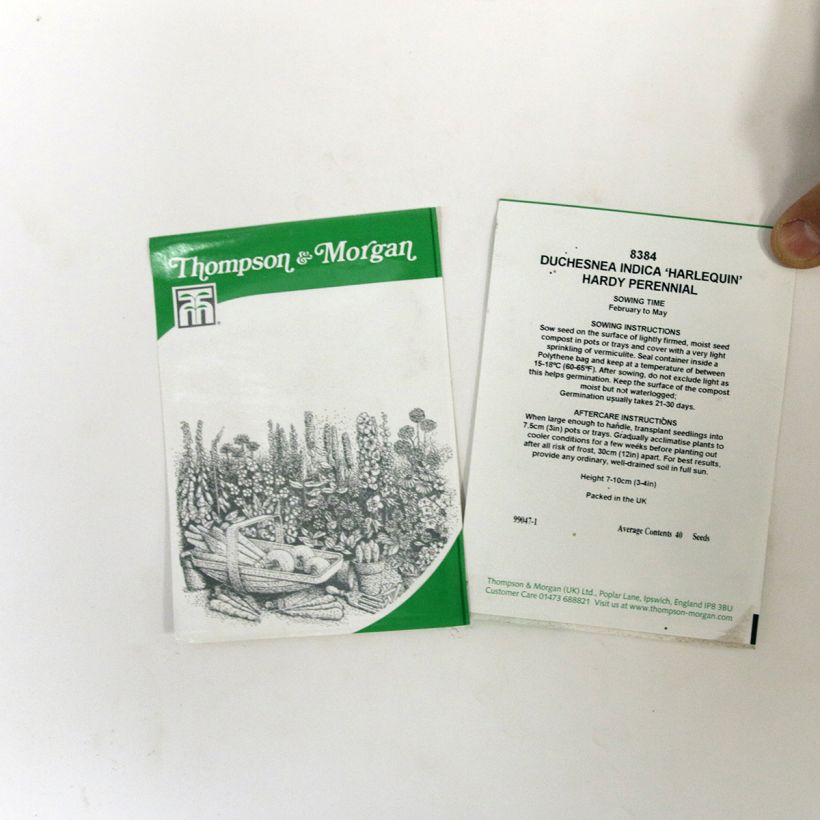 Thompson & Morgan
8384
DUCHESNEA INDICA 'HARLEQUIN'
HARDY PERENNIAL
SOWING TIME
February to May
SOWING INSTRUCTIONS
Sow seed on the surface of lightly firmed, moist seed
compost in pots or trays and cover with a very light
sprinkling of vermiculite. Seal container inside a
Polythene bag and keep at a temperature of between
15-18ºC (60-65ºF). After sowing, do not exclude light as
this helps germination. Keep the surface of the compost
moist but not waterlogged;
Germination usually takes 21-30 days.
AFTERCARE INSTRUCTIONS
When large enough to handle, transplant seedlings into
7.5cm (3in) pots or trays. Gradually acclimatise plants to
cooler conditions for a few weeks before planting out
after all risk of frost, 30cm (12in) apart. For best results,
provide any ordinary, well-drained soil in full sun.
Height 7-10cm (3-4in)
Packed in the UK
99047-1 Average Contents 40 Seeds
Thompson & Morgan (UK) Ltd., Poplar Lane, Ipswich, England IP8 3BU
Customer Care 01473 688821 Visit us at www.thompson-morgan.com